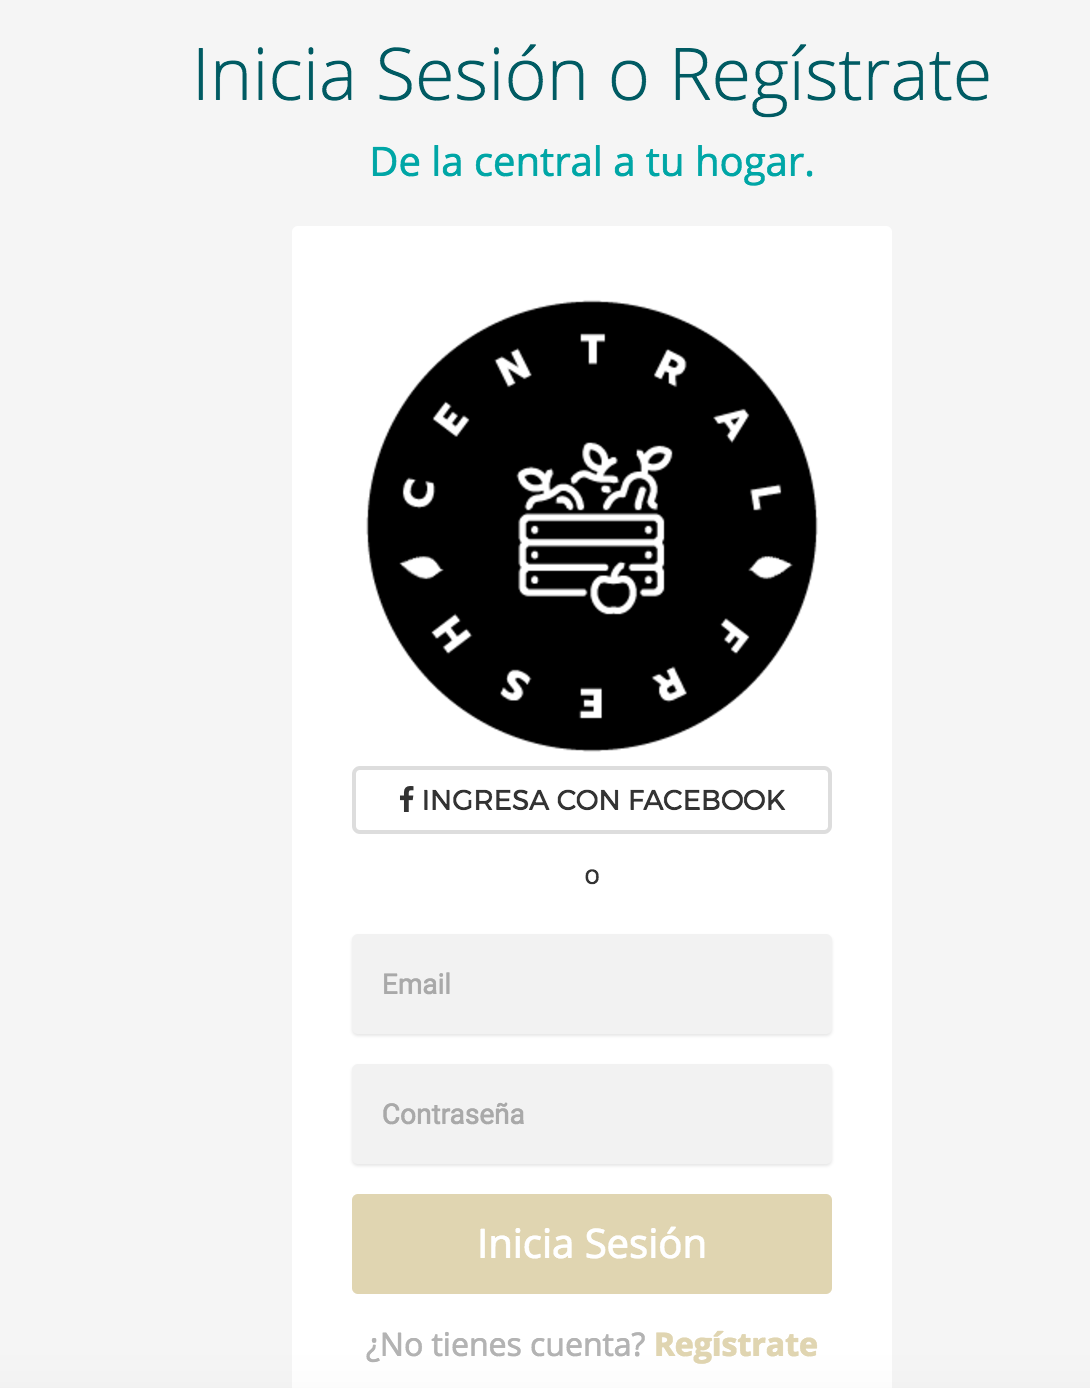 Inicia Sesión o Regístrate
De la central a tu hogar.
CENTRAL
FRESH
INGRESA CON FACEBOOK
o
Email
Contraseña
Inicia Sesión
¿No tienes cuenta? Regístrate